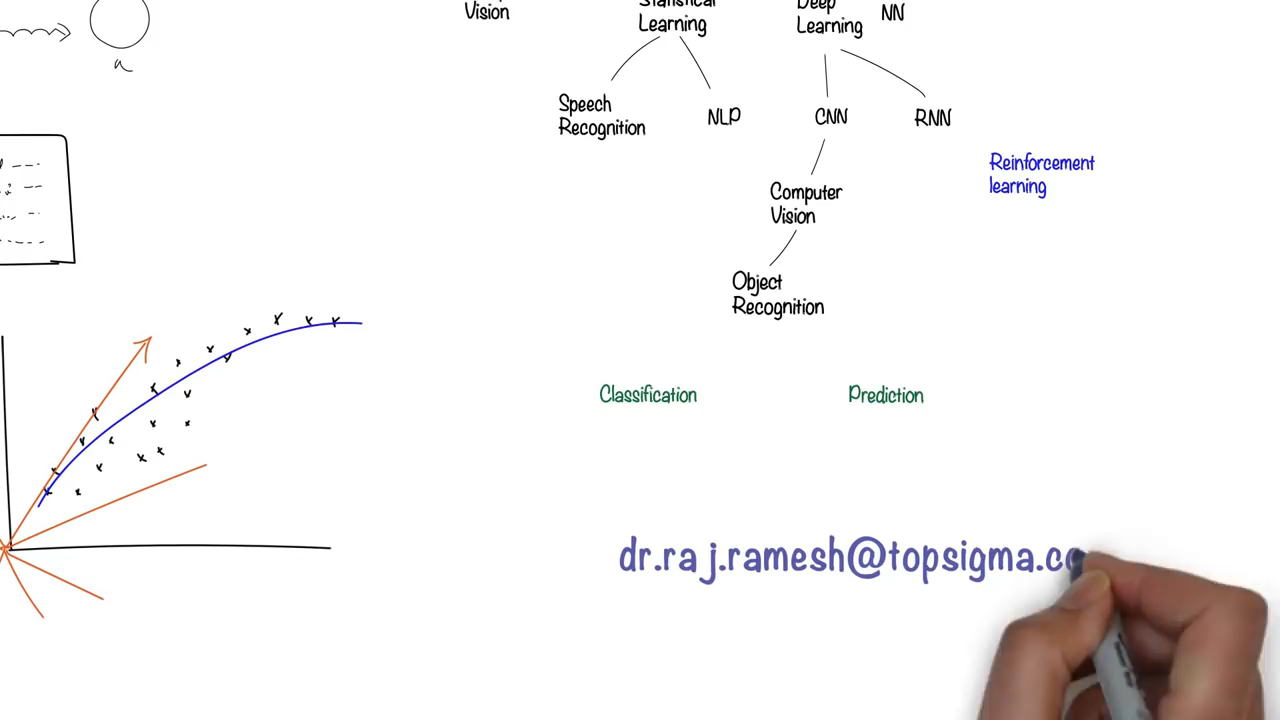 Vision
Statistical
Learning
Deep
Learning
NN
Speech
Recognition
NLP
CNN
RNN
Reinforcement
learning
Computer
Vision
Object
Recognition
Classification
Prediction
dr.raj.ramesh@topsigma.co
a